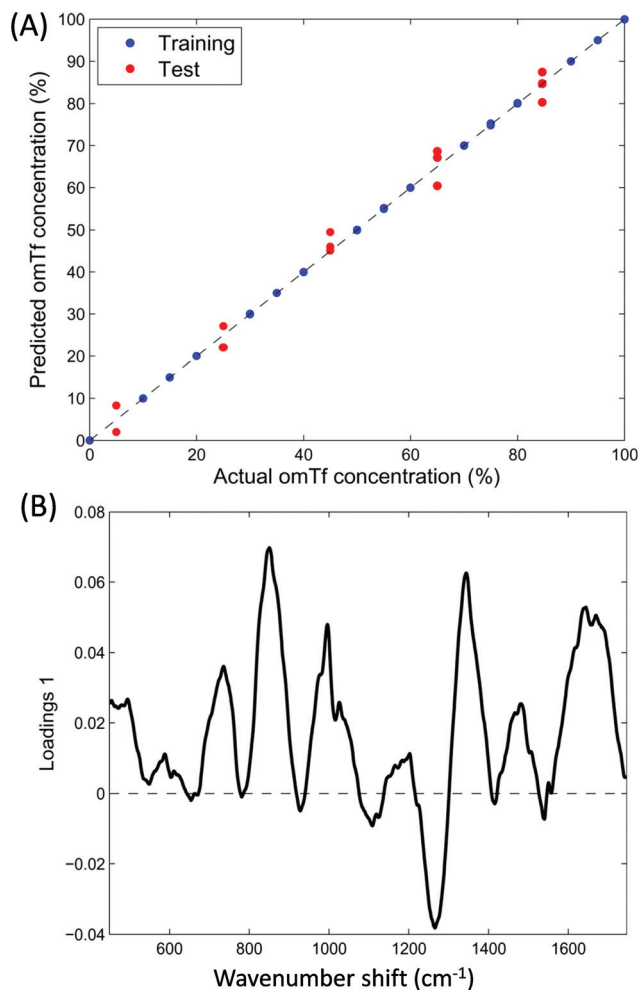 (A)
100
90
80
70
60
50
40
30
20
10
0
Predicted omTf concentration (%)
Training
Test
0 20 40 60 80 100
Actual omTf concentration (%)
(B)
0.08
0.06
0.04
0.02
0
−0.02
−0.04
Loadings 1
600 800 1000 1200 1400 1600
Wavenumber shift (cm⁻¹)